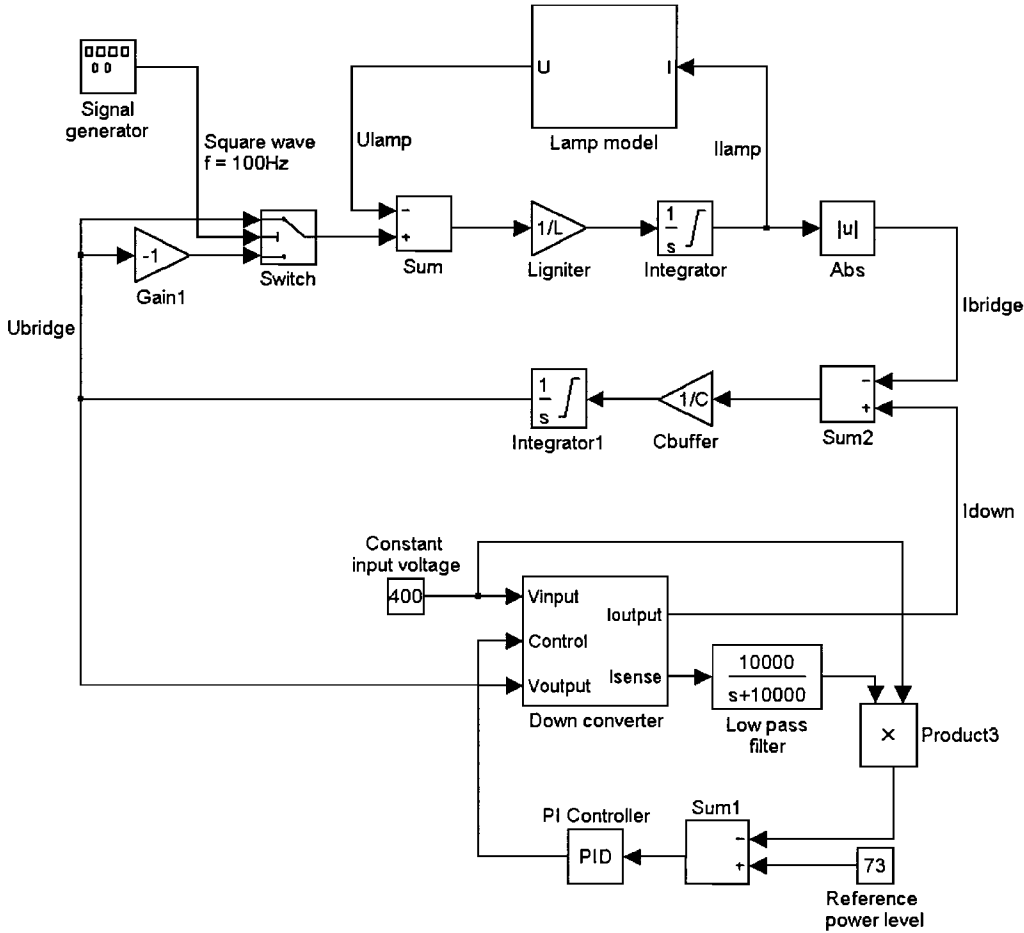 U
I
Signal
generator
Lamp model
Square wave
f = 100Hz
Ulamp
Ilamp
-
+
1/L
1
s
|u|
-1
Sum
Ligniter
Integrator
Abs
Switch
Gain1
Ubridge
Ibridge
1
s
1/C
-
+
Integrator1
Cbuffer
Sum2
Idown
Constant
input voltage
400
Vinput
Ioutput
Control
Isense
Voutput
10000
s+10000
Down converter
Low pass
filter
×
Product3
PI Controller
Sum1
PID
-
+
73
Reference
power level